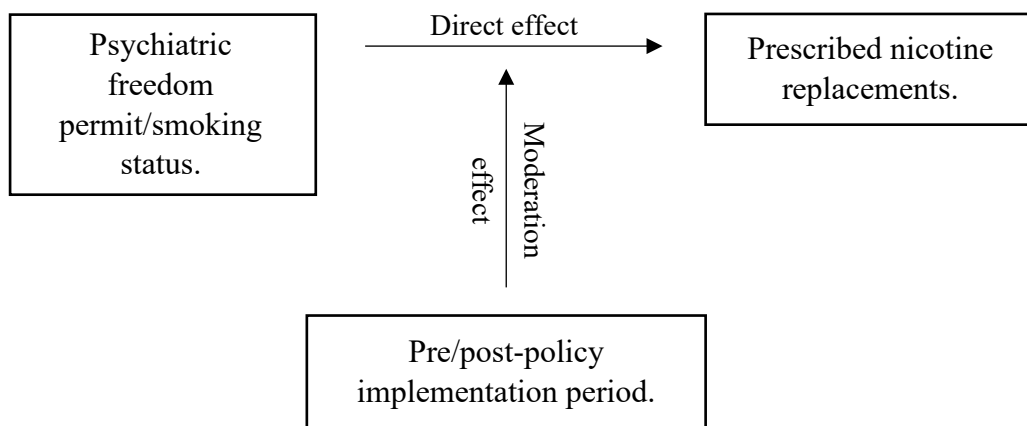 Psychiatric
freedom
permit/smoking
status.
Direct effect
Prescribed nicotine
replacements.
Moderation
effect
Pre/post-policy
implementation period.